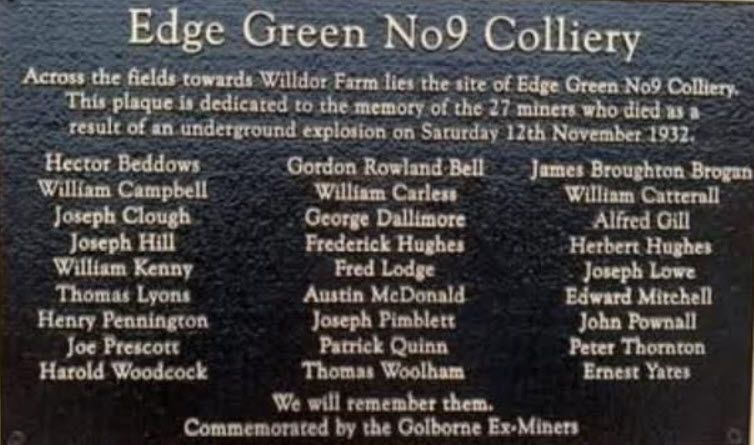 Edge Green No9 Colliery
Across the fields towards Willdor Farm lies the site of Edge Green No9 Colliery.
This plaque is dedicated to the memory of the 27 miners who died as a
result of an underground explosion on Saturday 12th November 1932.
Hector Beddows Gordon Rowland Bell James Broughton Brogan
William Campbell William Carless William Catterall
Joseph Clough George Dallimore Alfred Gill
Joseph Hill Frederick Hughes Herbert Hughes
William Kenny Fred Lodge Joseph Lowe
Thomas Lyons Austin McDonald Edward Mitchell
Henry Pennington Joseph Pimblett John Pownall
Joe Prescott Patrick Quinn Peter Thornton
Harold Woodcock Thomas Woolham Ernest Yates
We will remember them.
Commemorated by the Golborne Ex-Miners